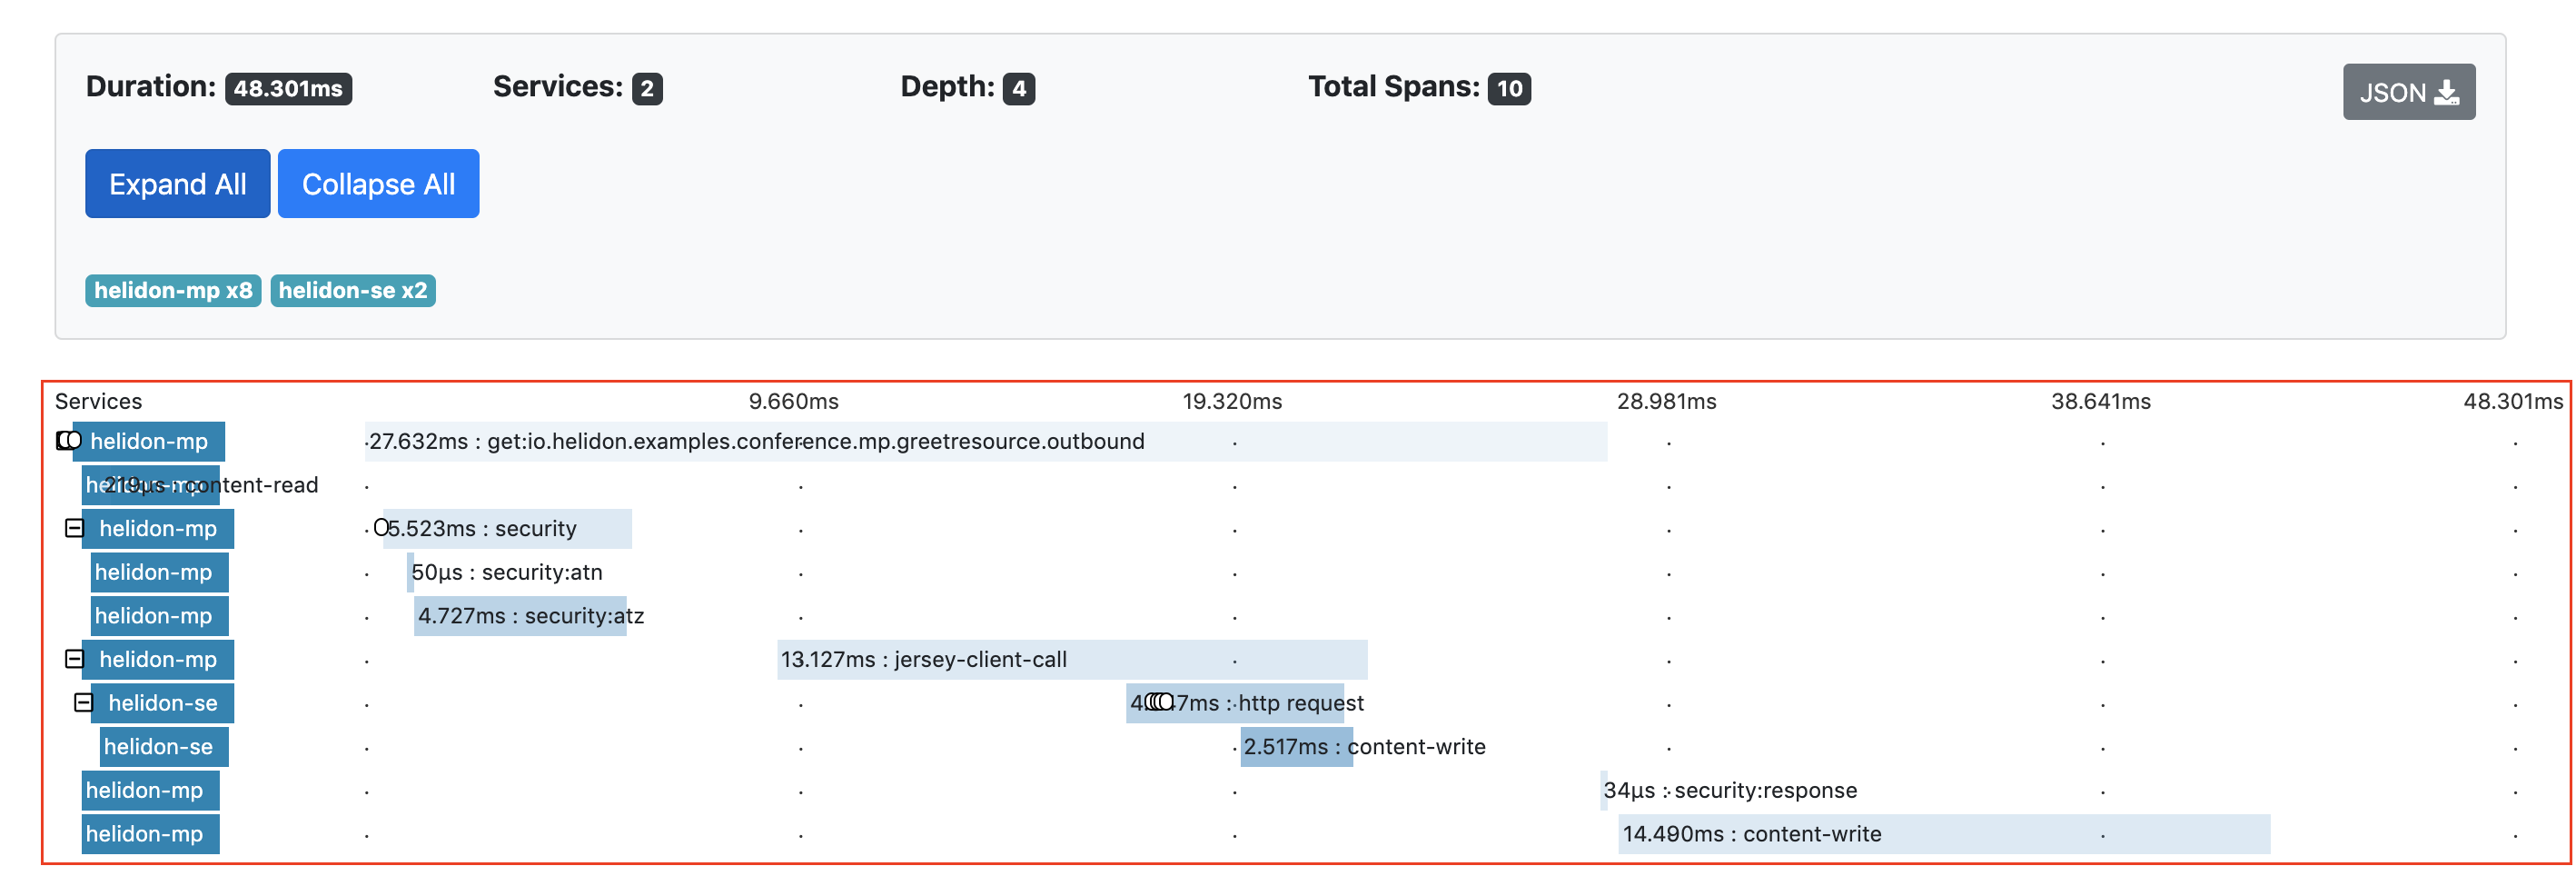 Duration: 48.301ms Services: 2 Depth: 4 Total Spans: 10 JSON
Expand All Collapse All
helidon-mp x8 helidon-se x2
Services 9.660ms 19.320ms 28.981ms 38.641ms 48.301ms
helidon-mp 27.632ms : get:io.helidon.examples.conference.mp.greetresource.outbound
helidon-mp 219µs : content-read
helidon-mp 5.523ms : security
helidon-mp 50µs : security:atn
helidon-mp 4.727ms : security:atz
helidon-mp 13.127ms : jersey-client-call
helidon-se : http request
helidon-se 2.517ms : content-write
helidon-mp 34µs : security:response
helidon-mp 14.490ms : content-write